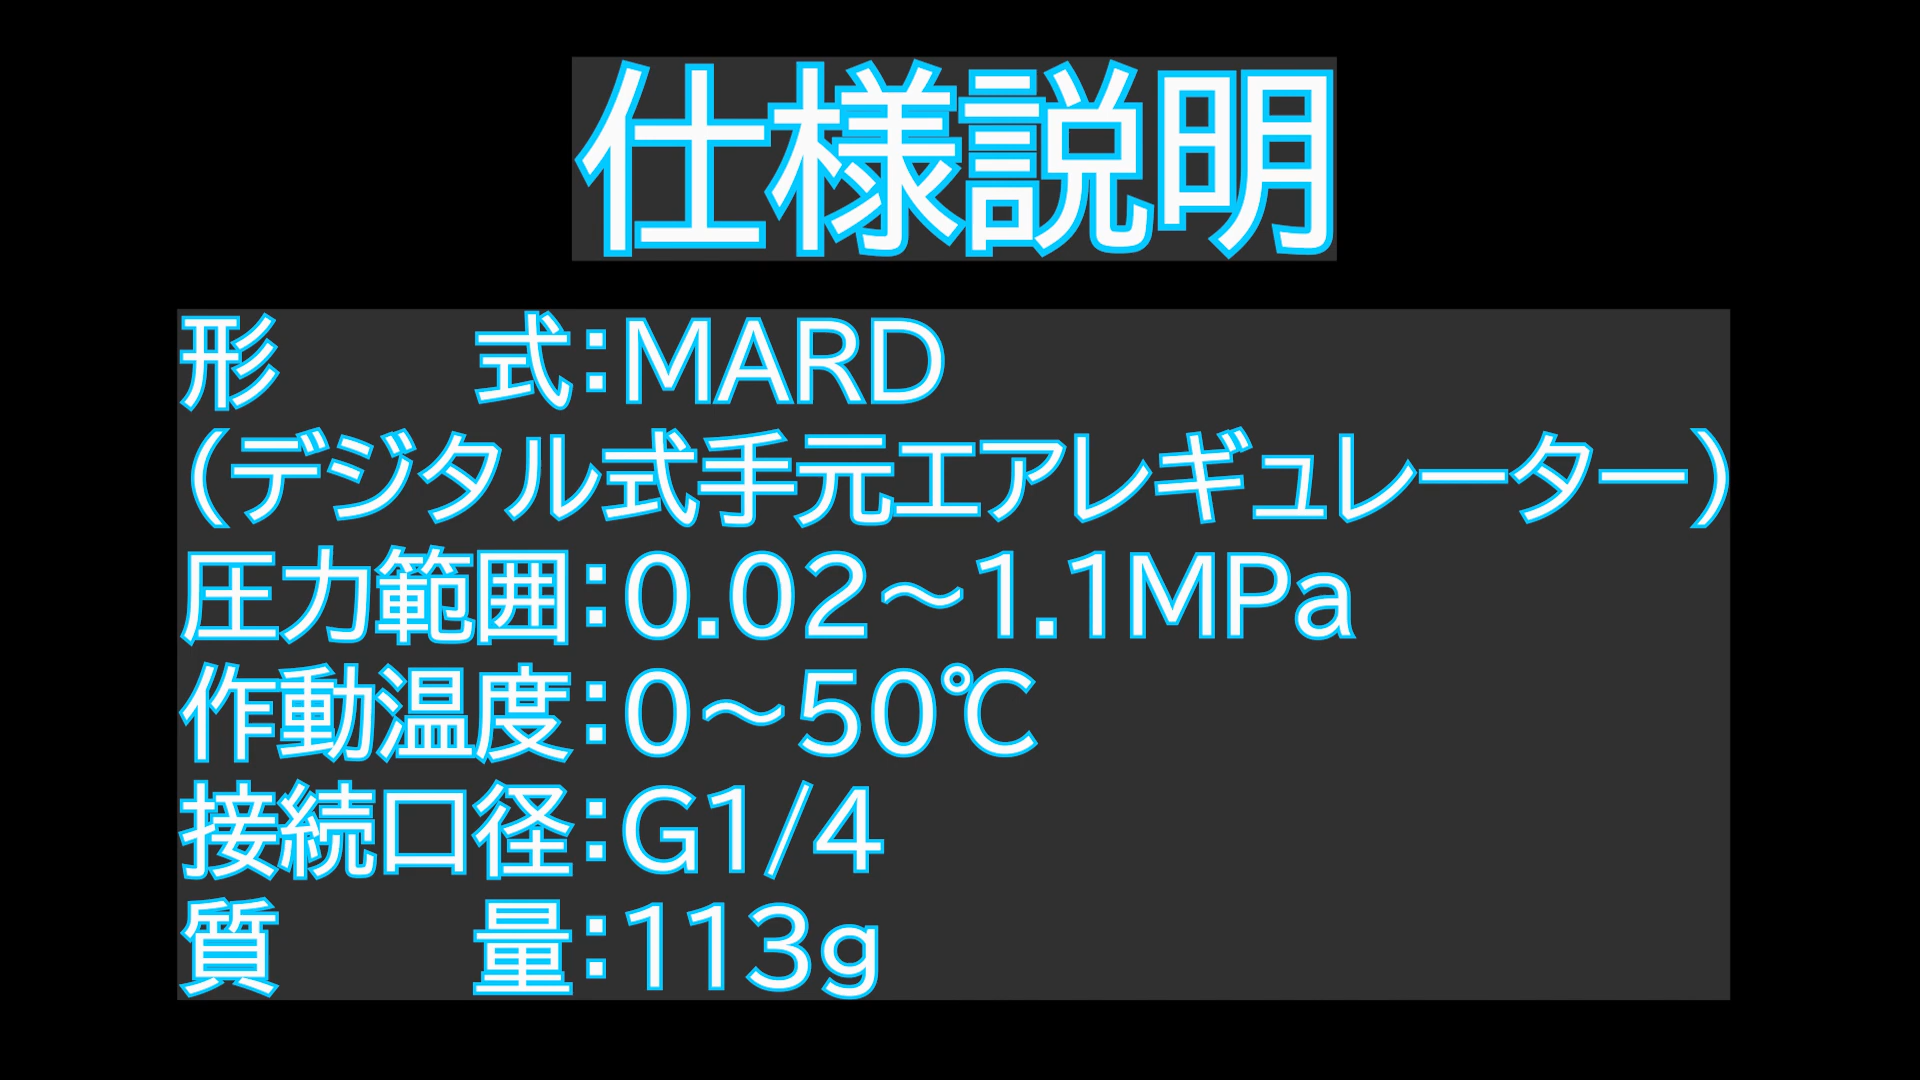 仕様説明
形　　式：MARD
（デジタル式手元エアレギュレーター）
圧力範囲：0.02～1.1MPa
作動温度：0～50℃
接続口径：G1/4
質　　量：113g